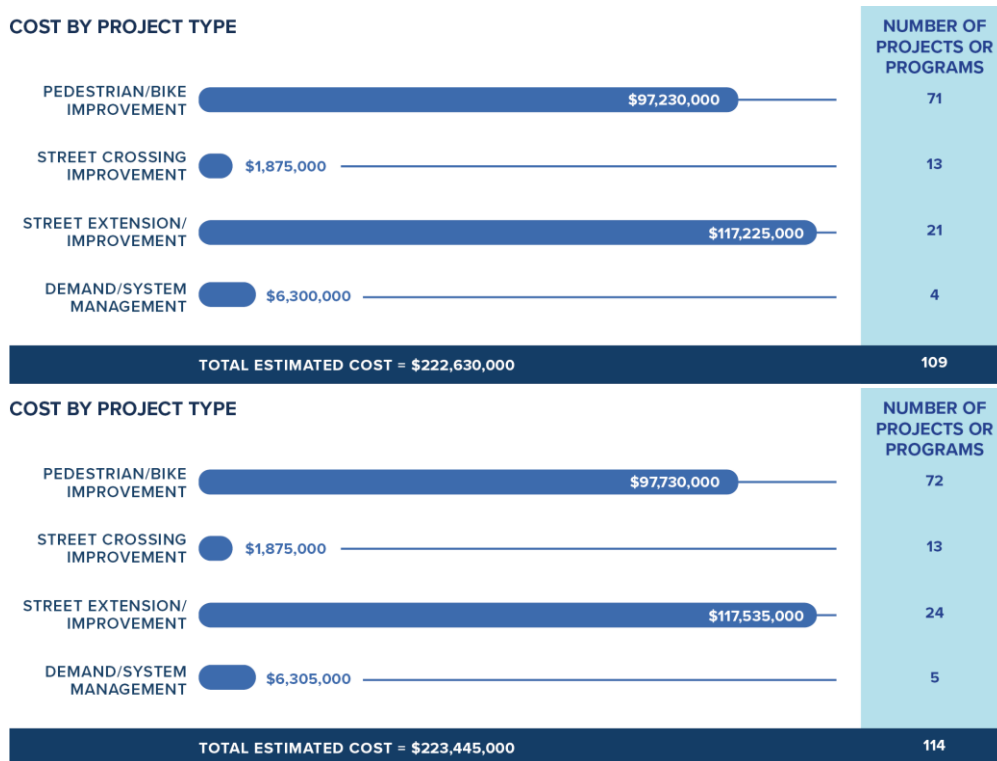 COST BY PROJECT TYPE
NUMBER OF
PROJECTS OR
PROGRAMS
PEDESTRIAN/BIKE
IMPROVEMENT
$97,230,000
71
STREET CROSSING
IMPROVEMENT
$1,875,000
13
STREET EXTENSION/
IMPROVEMENT
$117,225,000
21
DEMAND/SYSTEM
MANAGEMENT
$6,300,000
4
TOTAL ESTIMATED COST = $222,630,000
109
COST BY PROJECT TYPE
NUMBER OF
PROJECTS OR
PROGRAMS
PEDESTRIAN/BIKE
IMPROVEMENT
$97,730,000
72
STREET CROSSING
IMPROVEMENT
$1,875,000
13
STREET EXTENSION/
IMPROVEMENT
$117,535,000
24
DEMAND/SYSTEM
MANAGEMENT
$6,305,000
5
TOTAL ESTIMATED COST = $223,445,000
114